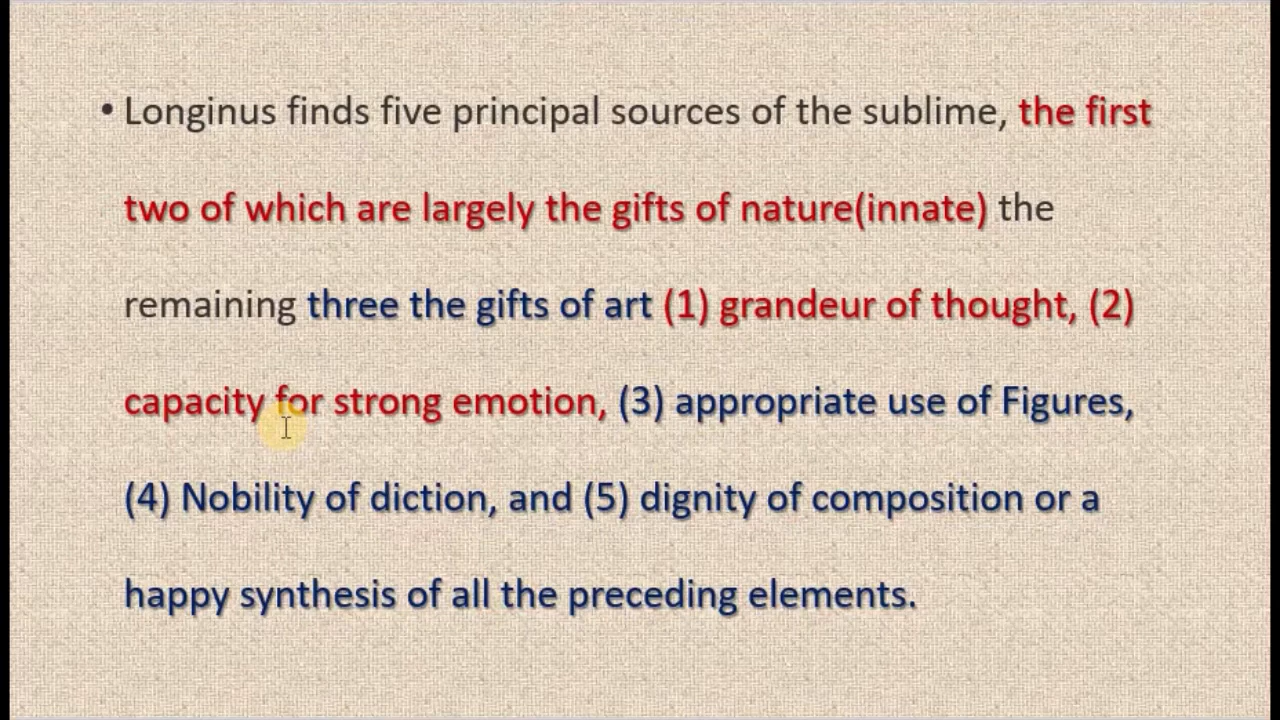 • Longinus finds five principal sources of the sublime, the first
two of which are largely the gifts of nature(innate) the
remaining three the gifts of art (1) grandeur of thought, (2)
capacity for strong emotion, (3) appropriate use of Figures,
(4) Nobility of diction, and (5) dignity of composition or a
happy synthesis of all the preceding elements.